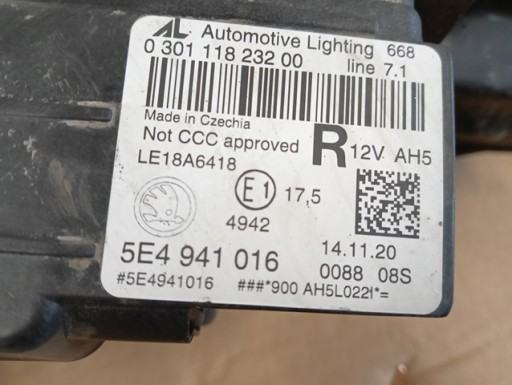 AL Automotive Lighting 668
0 301 118 232 00 line 7.1
Made in Czechia
Not CCC approved R 12V AH5
LE18A6418
E1 17,5
4942
5E4 941 016 14.11.20
0088 08S
#5E4941016 ###*900 AH5L022I*=